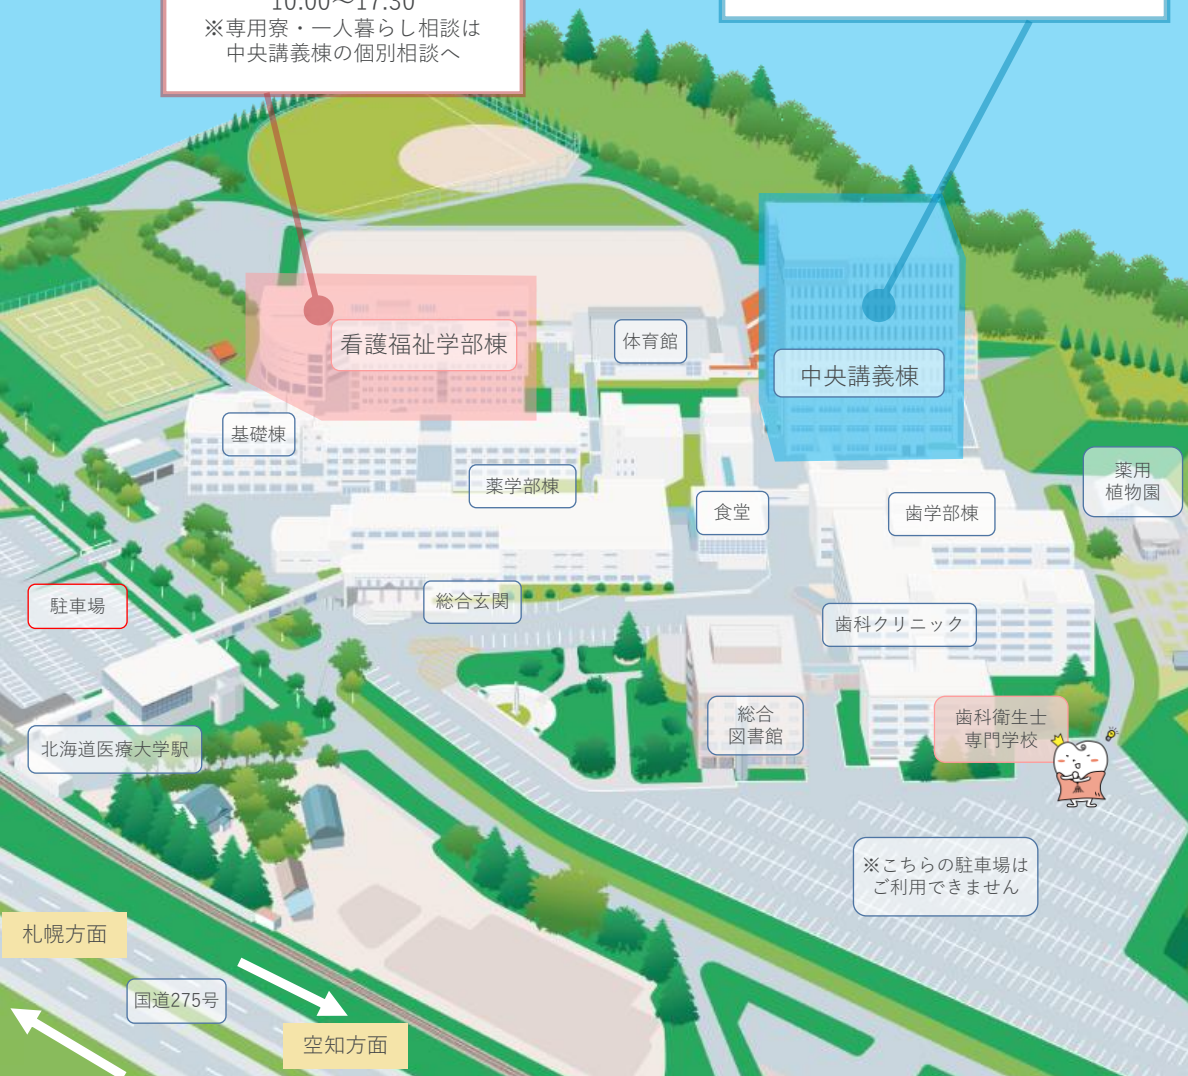 10:00～17:30
※専用寮・一人暮らし相談は
中央講義棟の個別相談へ
看護福祉学部棟
体育館
中央講義棟
基礎棟
薬学部棟
食堂
歯学部棟
薬用
植物園
駐車場
総合玄関
歯科クリニック
北海道医療大学駅
総合
図書館
歯科衛生士
専門学校
※こちらの駐車場は
ご利用できません
札幌方面
国道275号
空知方面